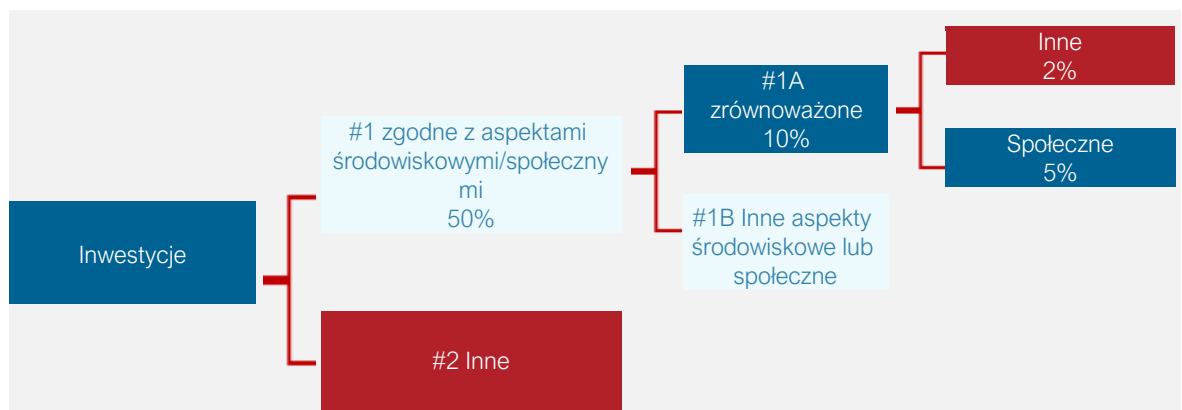 Inwestycje
#1 zgodne z aspektami
środowiskowymi/społeczny
mi
50%
#2 Inne
#1A
zrównoważone
10%
#1B Inne aspekty
środowiskowe lub
społeczne
Inne
2%
Społeczne
5%